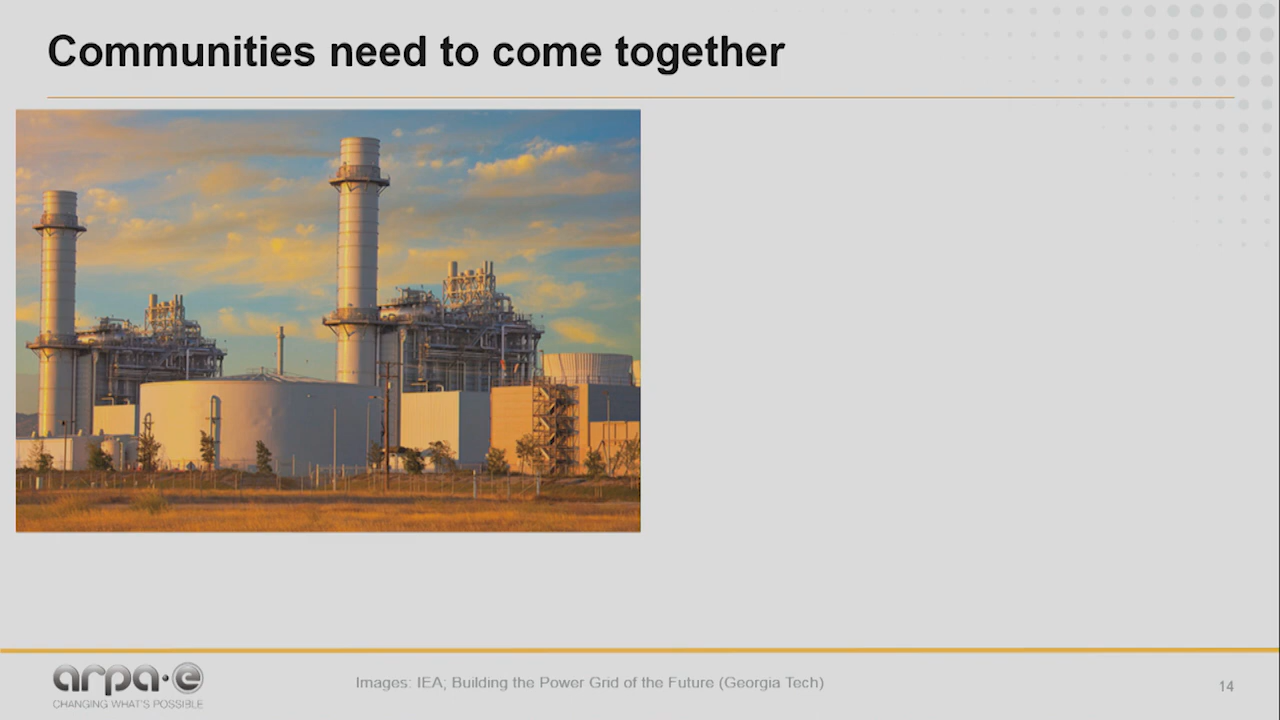 Communities need to come together
arpa·e
CHANGING WHAT'S POSSIBLE
Images: IEA; Building the Power Grid of the Future (Georgia Tech)
14